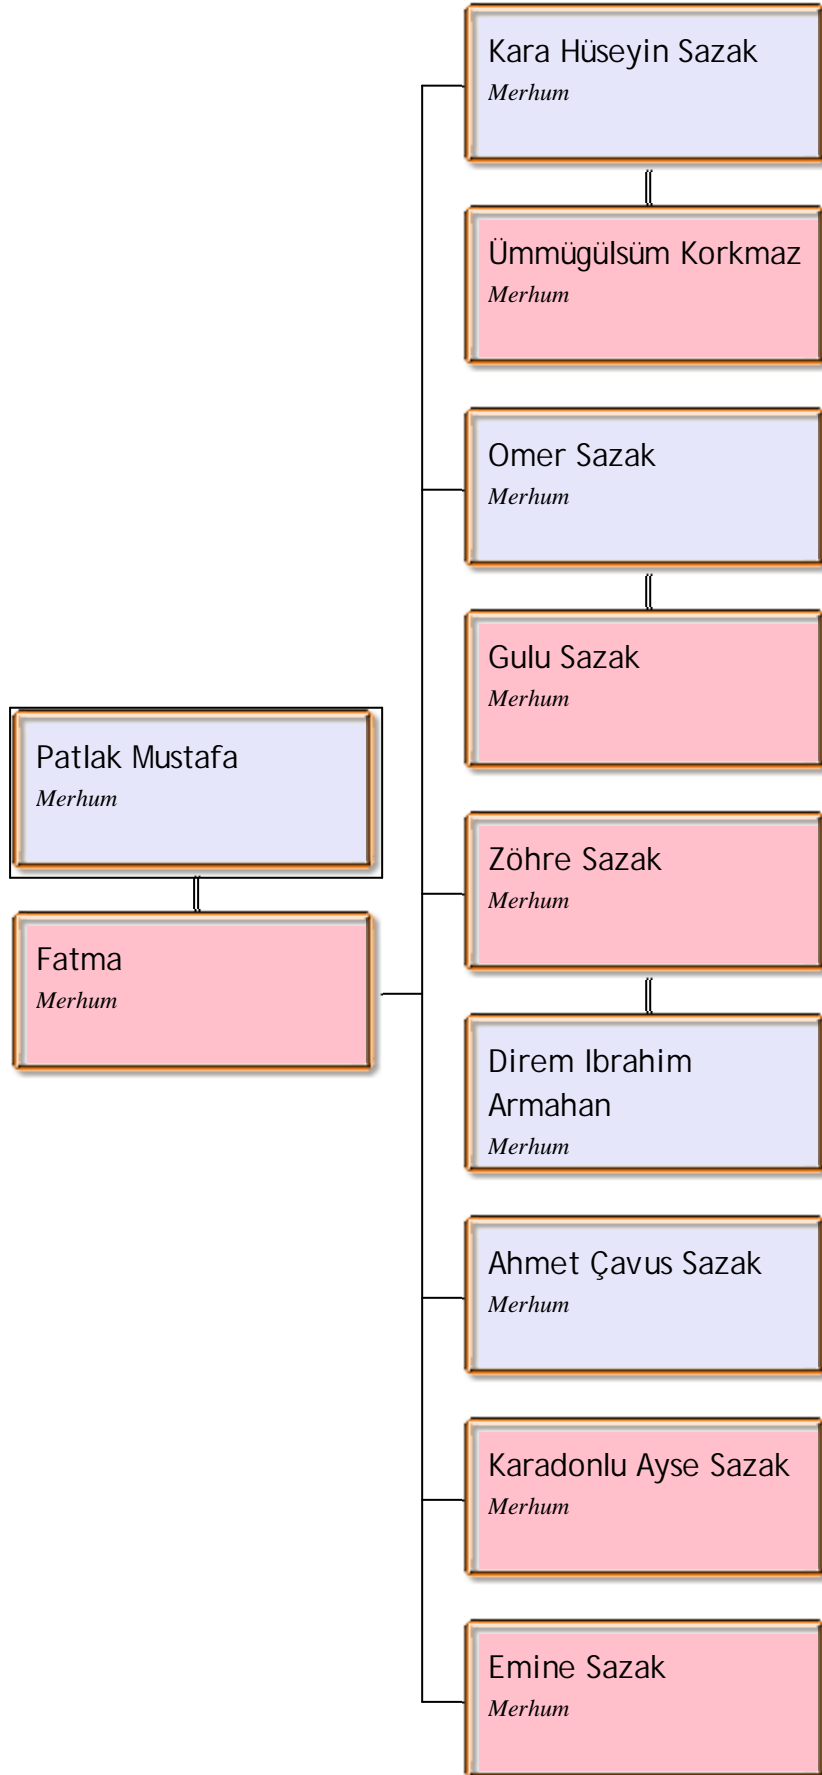 Kara Hüseyin Sazak
Merhum
Ümmügülsüm Korkmaz
Merhum
Omer Sazak
Merhum
Gulu Sazak
Merhum
Patlak Mustafa
Merhum
Zöhre Sazak
Merhum
Fatma
Merhum
Direm Ibrahim
Armahan
Merhum
Ahmet Çavus Sazak
Merhum
Karadonlu Ayse Sazak
Merhum
Emine Sazak
Merhum